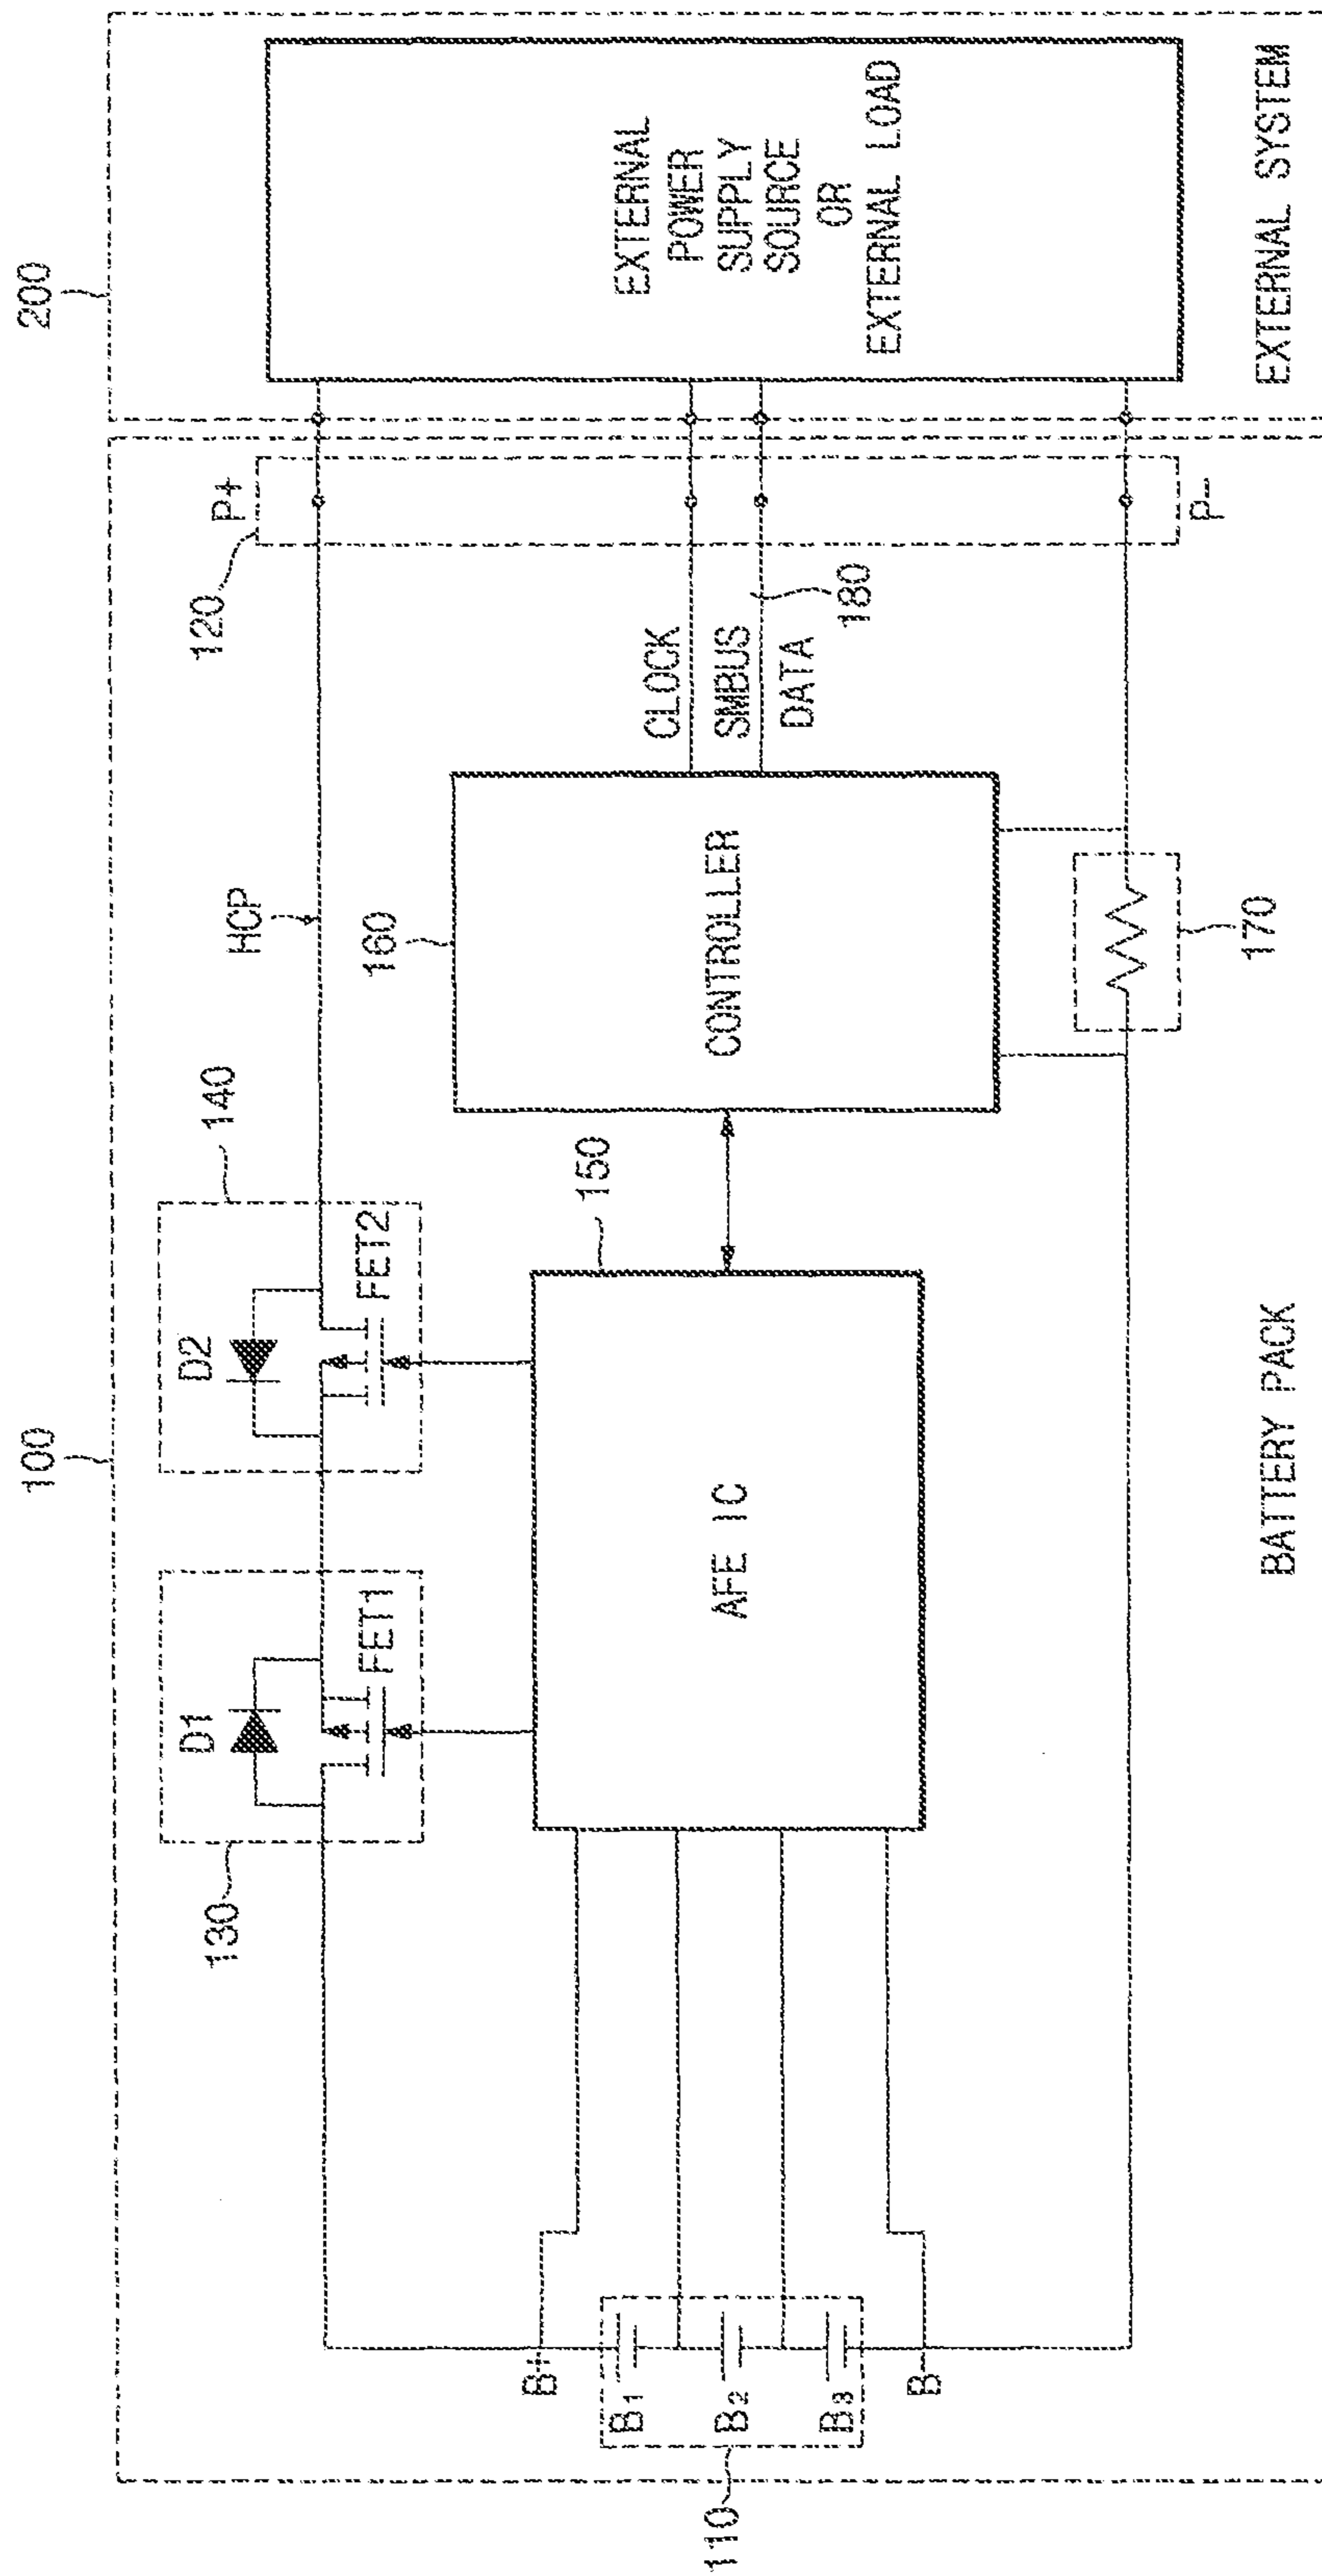 100
200
130
D1
FET1
140
D2
FET2
HCP
120
P+
EXTERNAL
POWER
SUPPLY
SOURCE
OR
EXTERNAL LOAD
150
AFE IC
160
CONTROLLER
CLOCK
SMBUS
DATA
180
B+
B1
B2
B3
B-
110
170
P-
BATTERY PACK
EXTERNAL SYSTEM